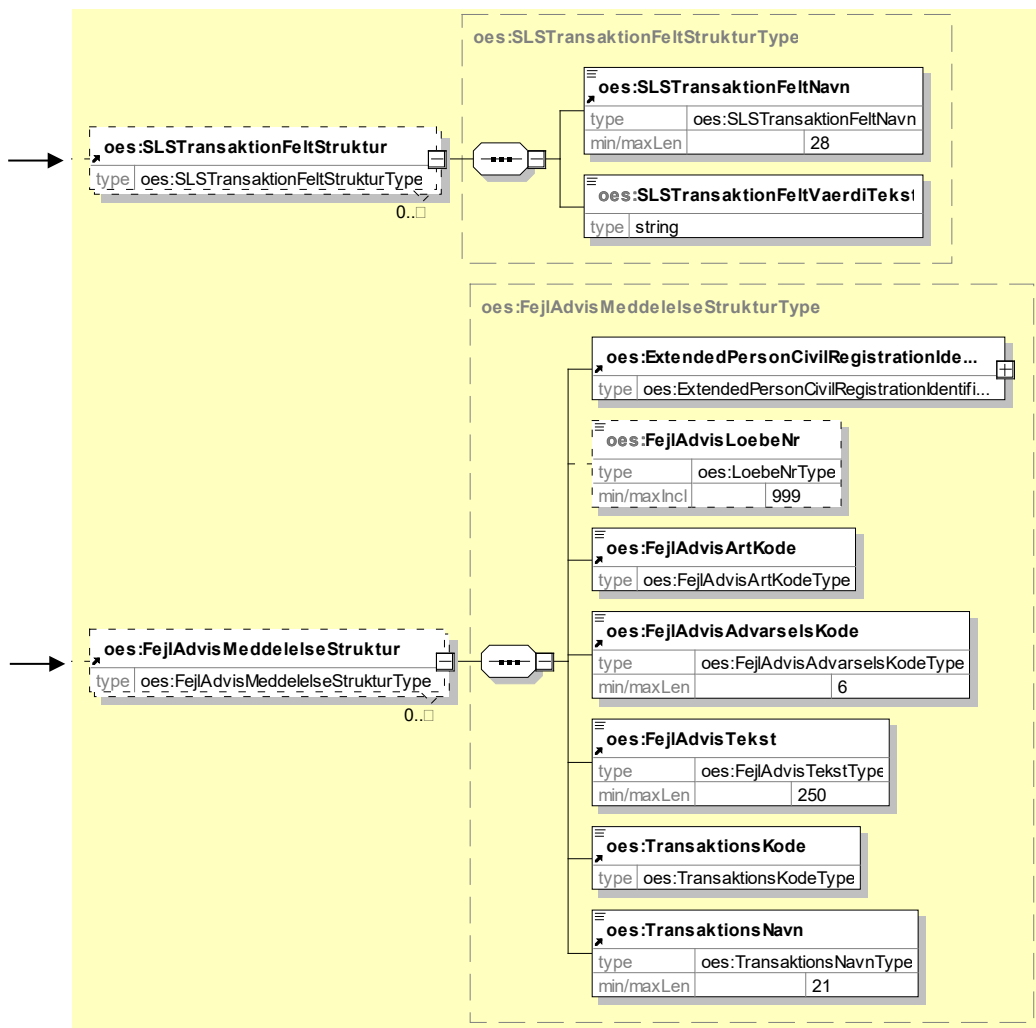 oes:SLSTransaktionFeltStrukturType
oes:SLSTransaktionFeltNavn
type oes:SLSTransaktionFeltNavn
min/maxLen 28
oes:SLSTransaktionFeltStruktur
type oes:SLSTransaktionFeltStrukturType
0..□
oes:SLSTransaktionFeltVaerdiTekst
type string
oes:FejlAdvisMeddelelseStrukturType
oes:ExtendedPersonCivilRegistrationIde...
type oes:ExtendedPersonCivilRegistrationIdentifi...
oes:FejlAdvisLoebeNr
type oes:LoebeNrType
min/maxIncl 999
oes:FejlAdvisArtKode
type oes:FejlAdvisArtKodeType
oes:FejlAdvisMeddelelseStruktur
type oes:FejlAdvisMeddelelseStrukturType
0..□
oes:FejlAdvisAdvarselsKode
type oes:FejlAdvisAdvarselsKodeType
min/maxLen 6
oes:FejlAdvisTekst
type oes:FejlAdvisTekstType
min/maxLen 250
oes:TransaktionsKode
type oes:TransaktionsKodeType
oes:TransaktionsNavn
type oes:TransaktionsNavnType
min/maxLen 21